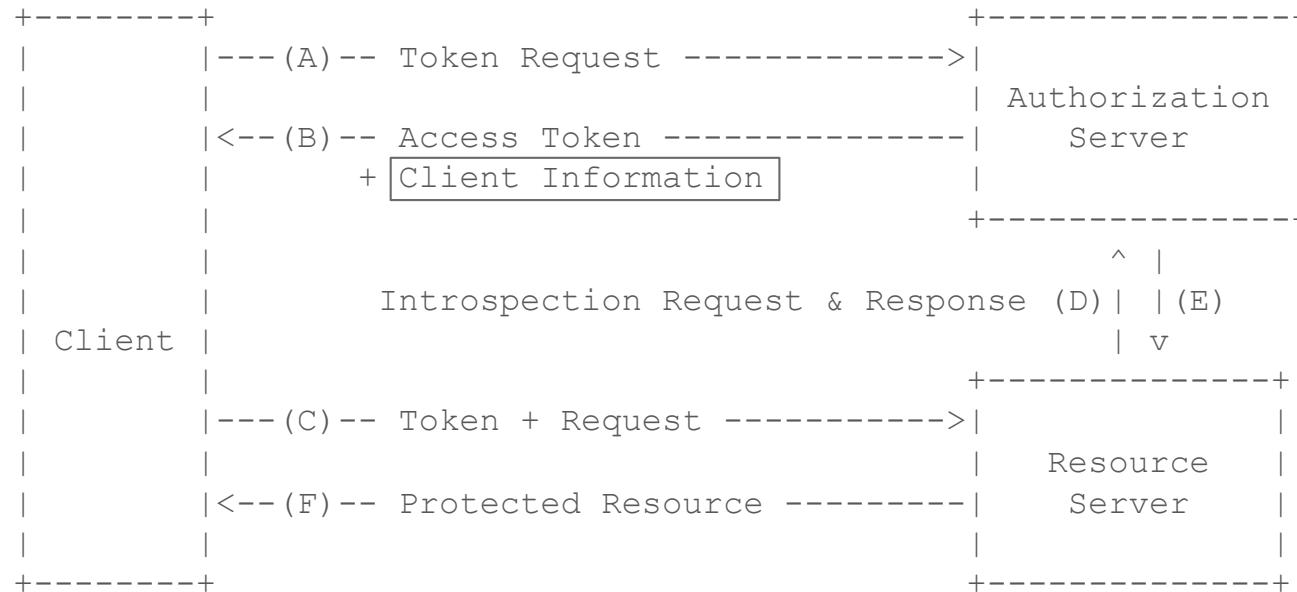 +--------+                               +---------------+
|        |---(A)-- Token Request ------------->|
|        |                               | Authorization
|        |<--(B)-- Access Token ---------------|    Server
|        |      + Client Information         |
|        |                               +---------------+
|        |                                     ^ |
|        |       Introspection Request & Response (D)| |(E)
| Client |                                     | v
|        |                               +--------------+
|        |---(C)-- Token + Request ----------->|              |
|        |                               |   Resource   |
|        |<--(F)-- Protected Resource ---------|    Server    |
|        |                               |              |
+--------+                               +--------------+